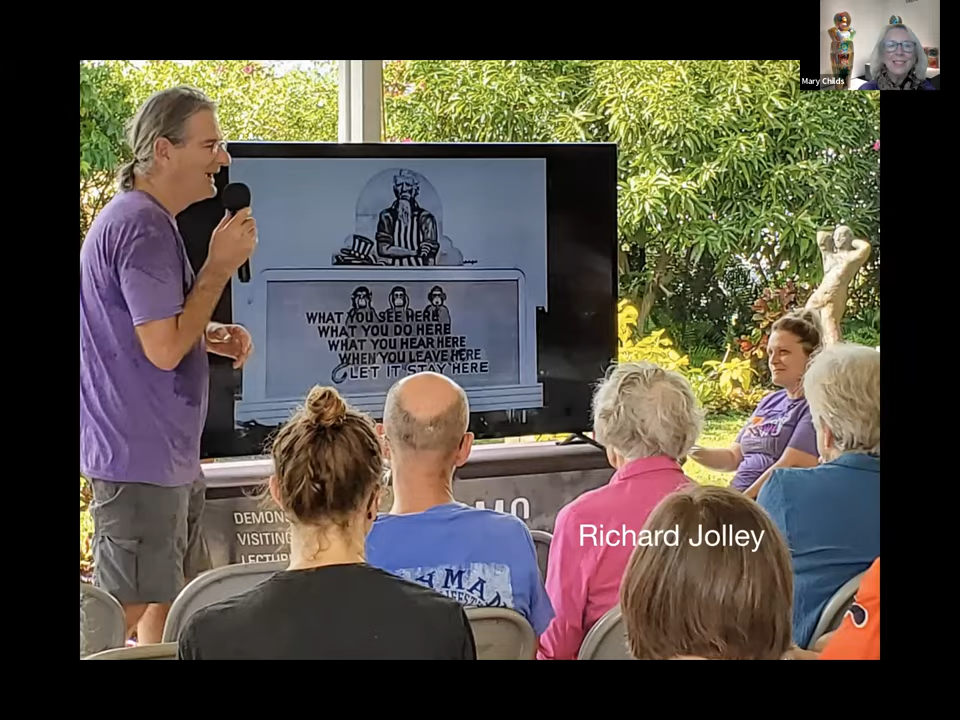 Mary Childs
WHAT YOU SEE HERE
WHAT YOU DO HERE
WHAT YOU HEAR HERE
WHEN YOU LEAVE HERE
LET IT STAY HERE
DEMONS
VISITING
LECTURE
Richard Jolley